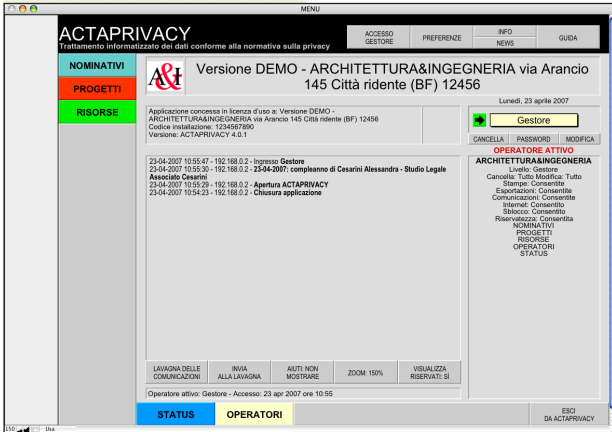 MENU
ACTAPRIVACY
Trattamento informatizzato dei dati conforme alla normativa sulla privacy
ACCESSO
GESTORE
PREFERENZE
INFO
NEWS
GUIDA
NOMINATIVI
PROGETTI
RISORSE
A&I
Versione DEMO - ARCHITETTURA&INGEGNERIA via Arancio
145 Città ridente (BF) 12456
Lunedì, 23 aprile 2007
Applicazione concessa in licenza d'uso a: Versione DEMO -
ARCHITETTURA&INGEGNERIA via Arancio 145 Città ridente (BF) 12456
Codice installazione: 1234567890
Versione: ACTAPRIVACY 4.0.1
Gestore
CANCELLA
PASSWORD
MODIFICA
OPERATORE ATTIVO
ARCHITETTURA&INGEGNERIA
Livello: Gestore
Cancella: Tutto Modifica: Tutto
Stampe: Consentite
Esportazioni: Consentite
Comunicazioni: Consentite
Internet: Consentito
Sblocco: Consentito
Riservatezza: Consentita
NOMINATIVI
PROGETTI
RISORSE
OPERATORI
STATUS
23-04-2007 10:55:47 - 192.168.0.2 - Ingresso Gestore
23-04-2007 10:55:30 - 192.168.0.2 - 23-04-2007: compleanno di Cesarini Alessandra - Studio Legale
Associato Cesarini
23-04-2007 10:55:29 - 192.168.0.2 - Apertura ACTAPRIVACY
23-04-2007 10:54:23 - 192.168.0.2 - Chiusura applicazione
LAVAGNA DELLE
COMUNICAZIONI
INVIA
ALLA LAVAGNA
AIUTI: NON
MOSTRARE
ZOOM: 150%
VISUALIZZA
RISERVATI: SÌ
Operatore attivo: Gestore - Accesso: 23 apr 2007 ore 10:55
STATUS
OPERATORI
ESCI
DA ACTAPRIVACY
150
Usa